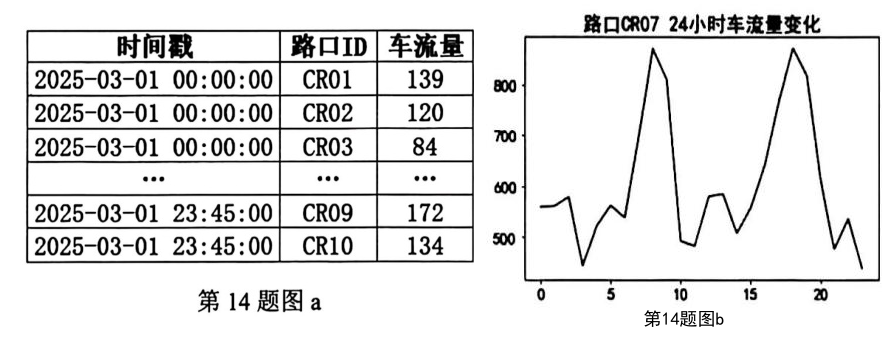 时间戳 路口ID 车流量
2025-03-01 00:00:00 CR01 139
2025-03-01 00:00:00 CR02 120
2025-03-01 00:00:00 CR03 84
… … …
2025-03-01 23:45:00 CR09 172
2025-03-01 23:45:00 CR10 134
第 14 题图 a
路口CR07 24小时车流量变化
800
700
600
500
0 5 10 15 20
第14题图b